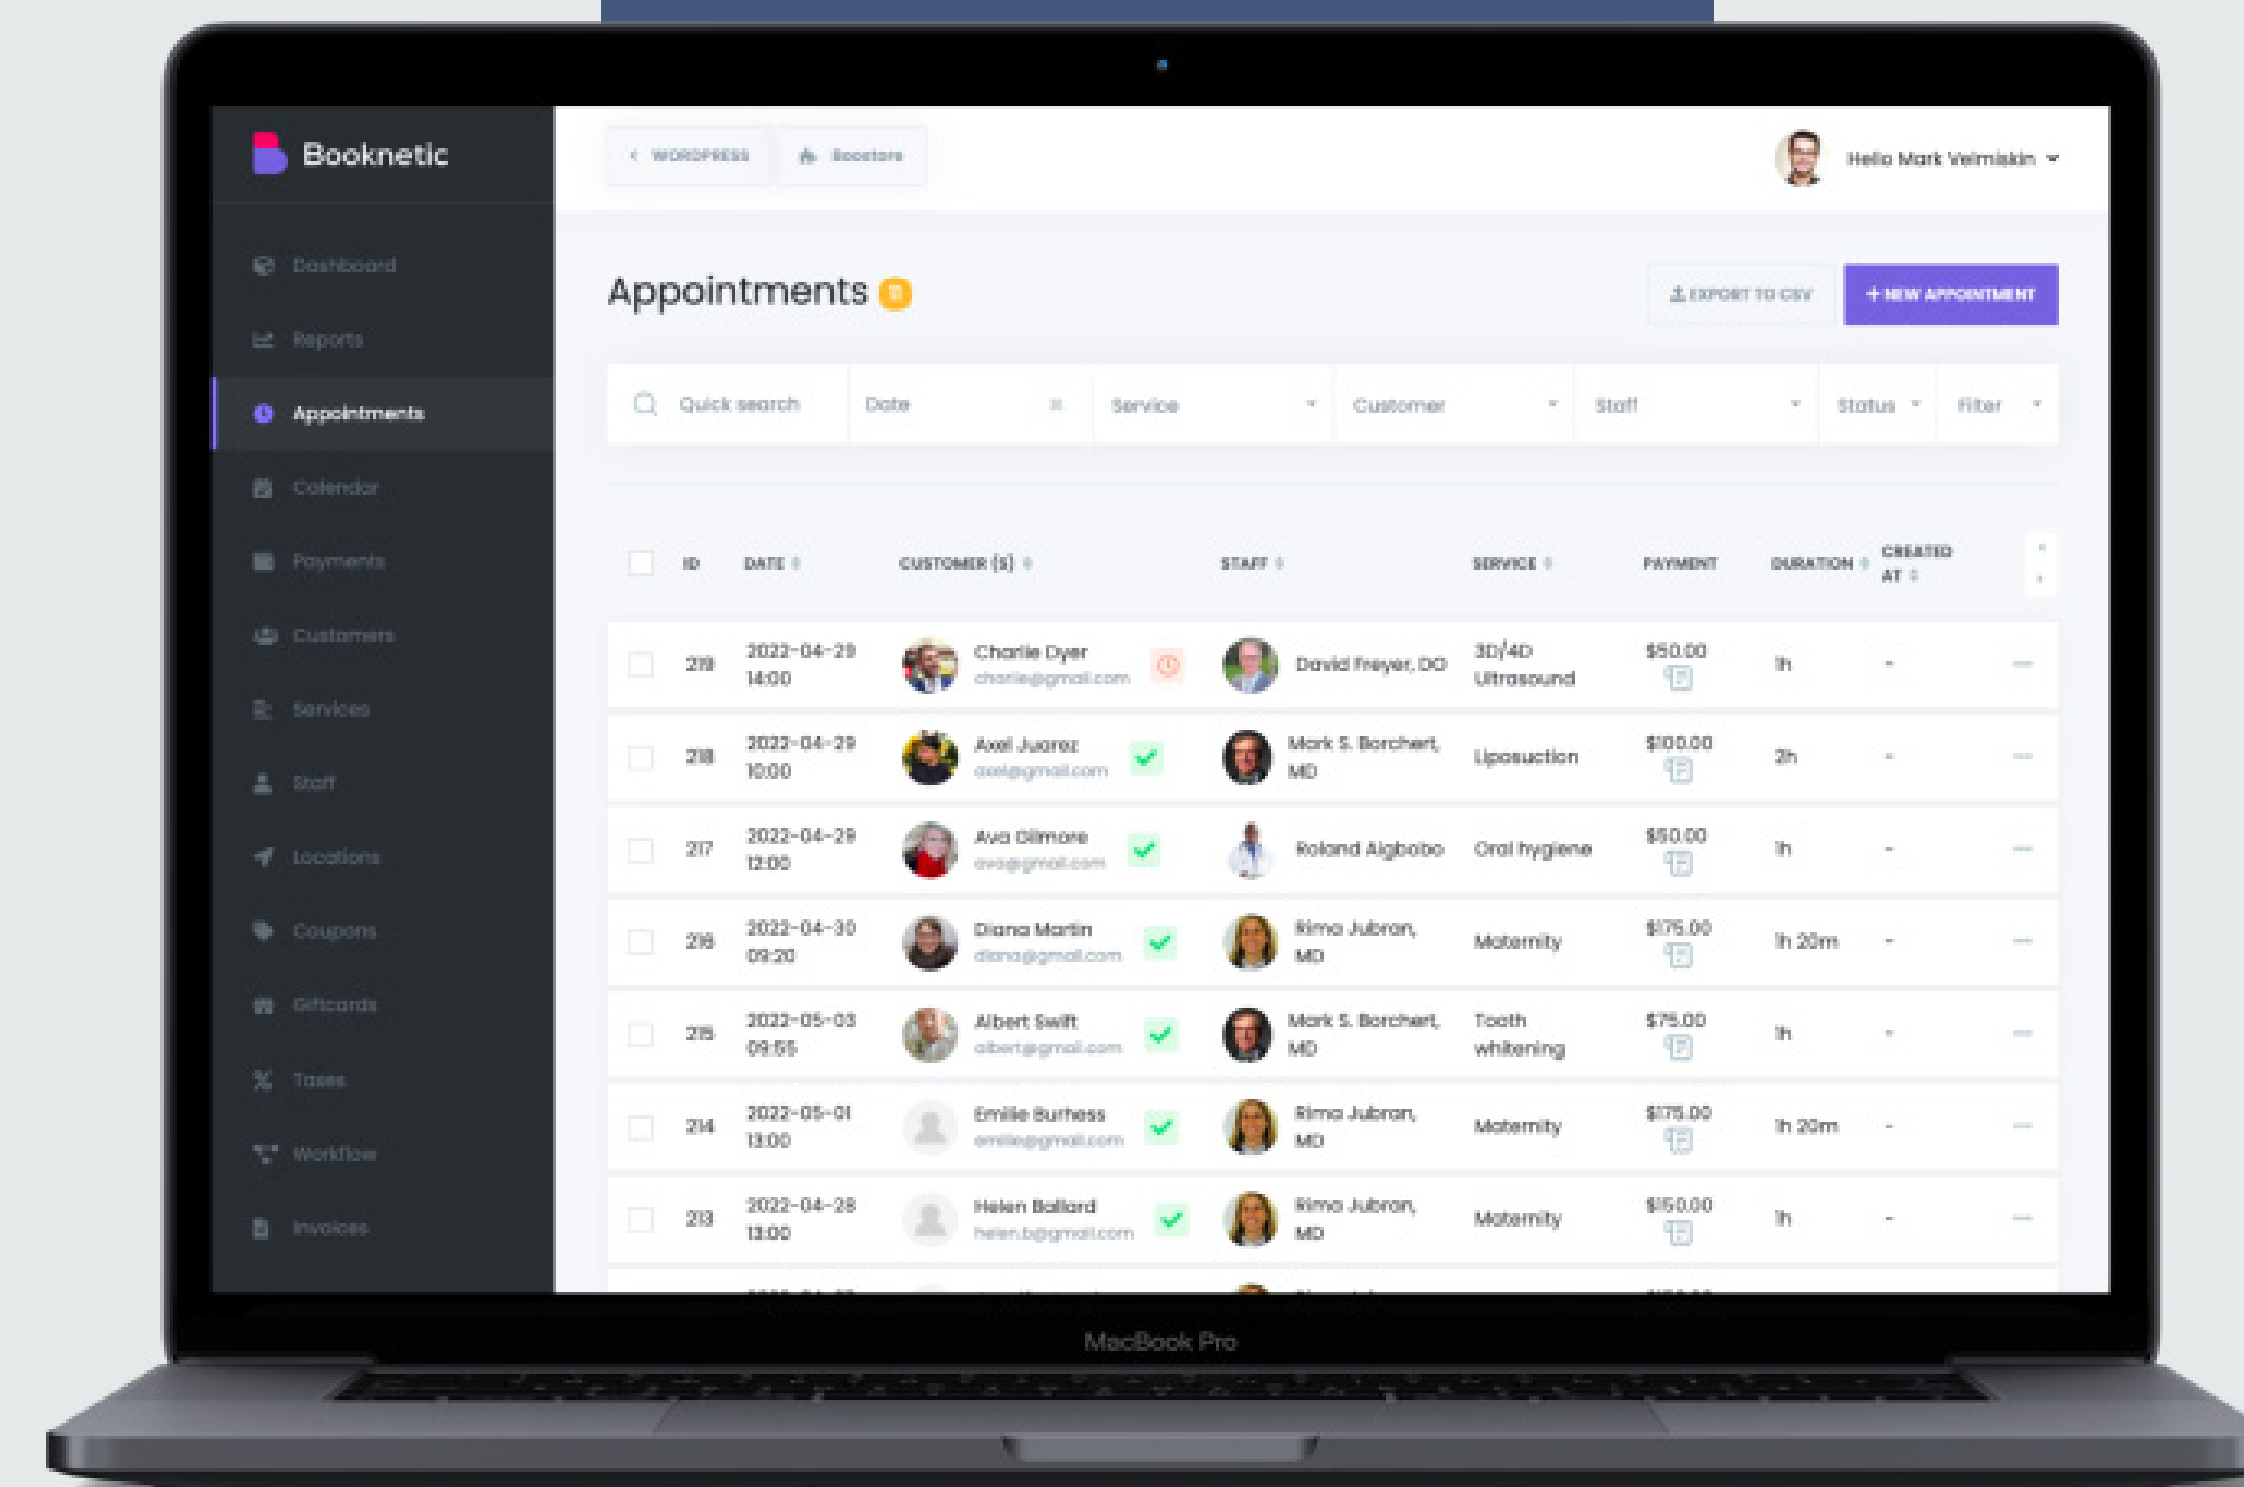 Booknetic
WORDPRESS
Boostore
Hello Mark Velmiskin
Dashboard
Reports
Appointments
Calendar
Payments
Customers
Services
Staff
Locations
Coupons
Giftcards
Taxes
Workflow
Invoices
Appointments
EXPORT TO CSV
+ NEW APPOINTMENT
Quick search Date Service Customer Staff Status Filter
ID DATE CUSTOMER (S) STAFF SERVICE PAYMENT DURATION CREATED
AT
219 2022-04-29 Charlie Dyer David Freyer, DO 3D/4D $50.00 1h -
14:00 charlie@gmail.com Ultrasound
218 2022-04-29 Axel Juarez Mark S. Borchert, Liposuction $100.00 2h -
10:00 axel@gmail.com MD
217 2022-04-29 Ava Gilmore Roland Aigbobo Oral hygiene $50.00 1h -
12:00 ava@gmail.com
216 2022-04-30 Diana Martin Rima Jubran, Maternity $175.00 1h 20m -
09:20 diana@gmail.com MD
215 2022-05-03 Albert Swift Mark S. Borchert, Tooth $75.00 1h -
09:55 albert@gmail.com MD whitening
214 2022-05-01 Emilie Burhess Rima Jubran, Maternity $175.00 1h 20m -
13:00 emilie@gmail.com MD
213 2022-04-28 Helen Ballard Rima Jubran, Maternity $150.00 1h -
13:00 helen.b@gmail.com MD
MacBook Pro